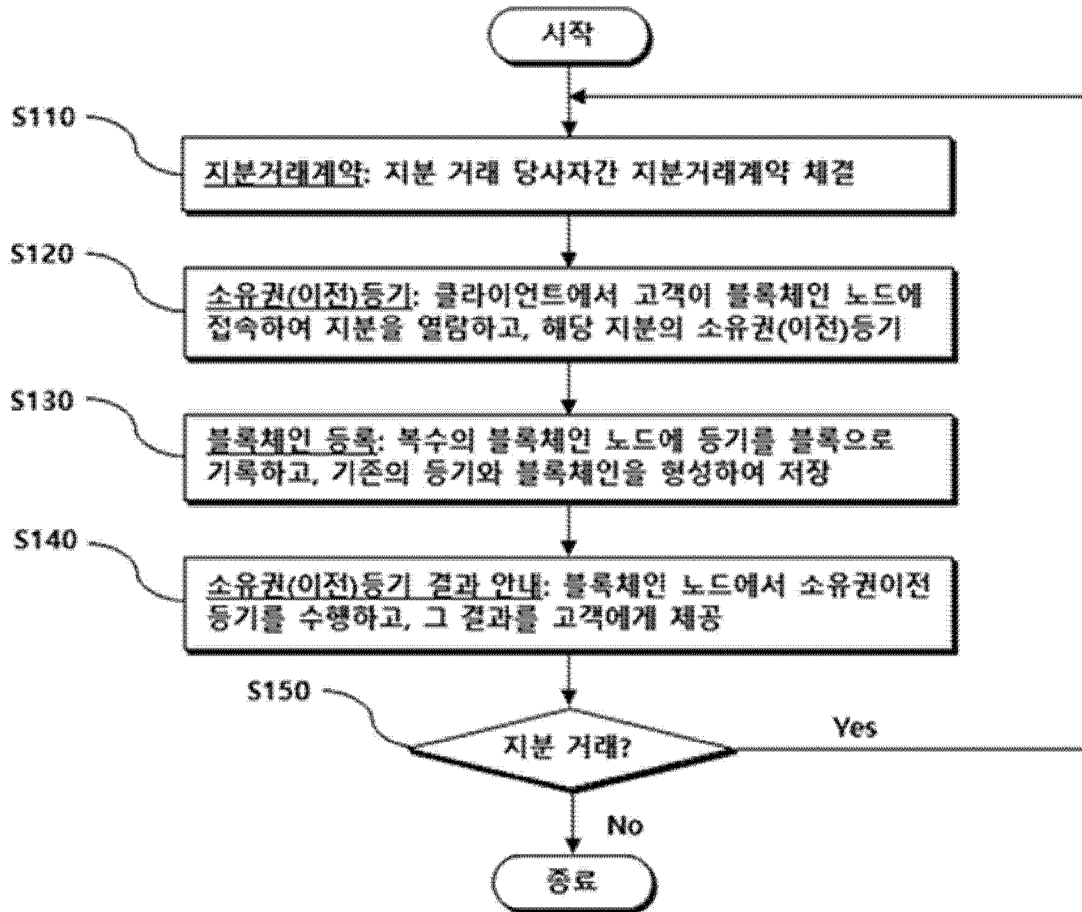 시작
S110
지분거래계약: 지분 거래 당사자간 지분거래계약 체결
S120
소유권(이전)등기: 클라이언트에서 고객이 블록체인 노드에
접속하여 지분을 열람하고, 해당 지분의 소유권(이전)등기
S130
블록체인 등록: 복수의 블록체인 노드에 등기를 블록으로
기록하고, 기존의 등기와 블록체인을 형성하여 저장
S140
소유권(이전)등기 결과 안내: 블록체인 노드에서 소유권이전
등기를 수행하고, 그 결과를 고객에게 제공
S150
지분 거래?
Yes
No
종료